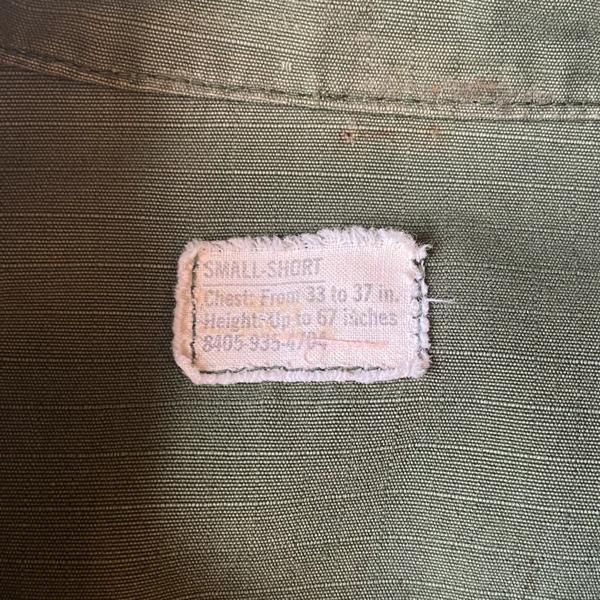 SMALL-SHORT
Chest: From 33 to 37 in.
Height: Up to 67 inches
8405-935-4704